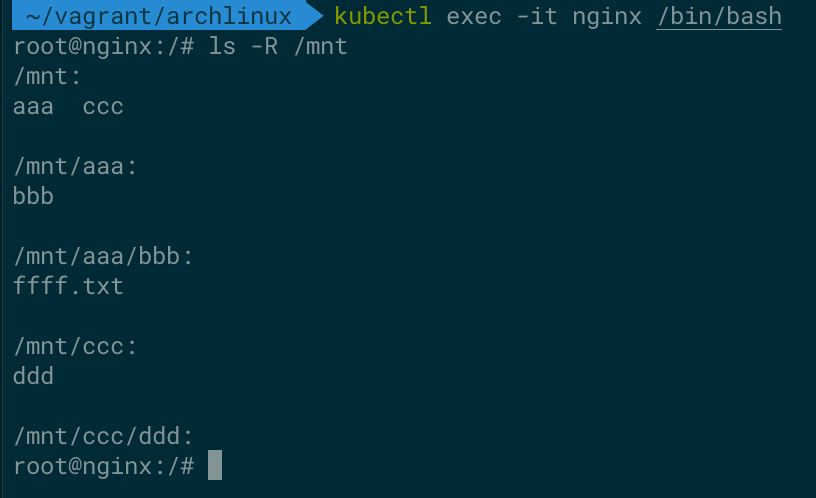 ~/vagrant/archlinux kubectl exec -it nginx /bin/bash
root@nginx:/# ls -R /mnt
/mnt:
aaa  ccc
/mnt/aaa:
bbb
/mnt/aaa/bbb:
ffff.txt
/mnt/ccc:
ddd
/mnt/ccc/ddd:
root@nginx:/#